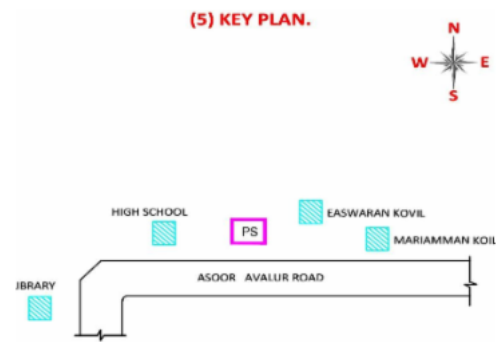 (5) KEY PLAN.
N
W E
S
HIGH SCHOOL
PS
EASWARAN KOVIL
MARIAMMAN KOIL
ASOOR AVALUR ROAD
JBRARY